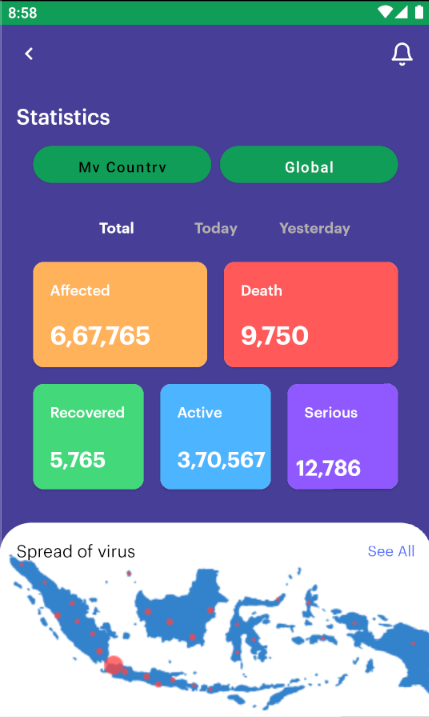 8:58
Statistics
My Country Global
Total Today Yesterday
Affected Death
6,67,765 9,750
Recovered Active Serious
5,765 3,70,567 12,786
Spread of virus See All